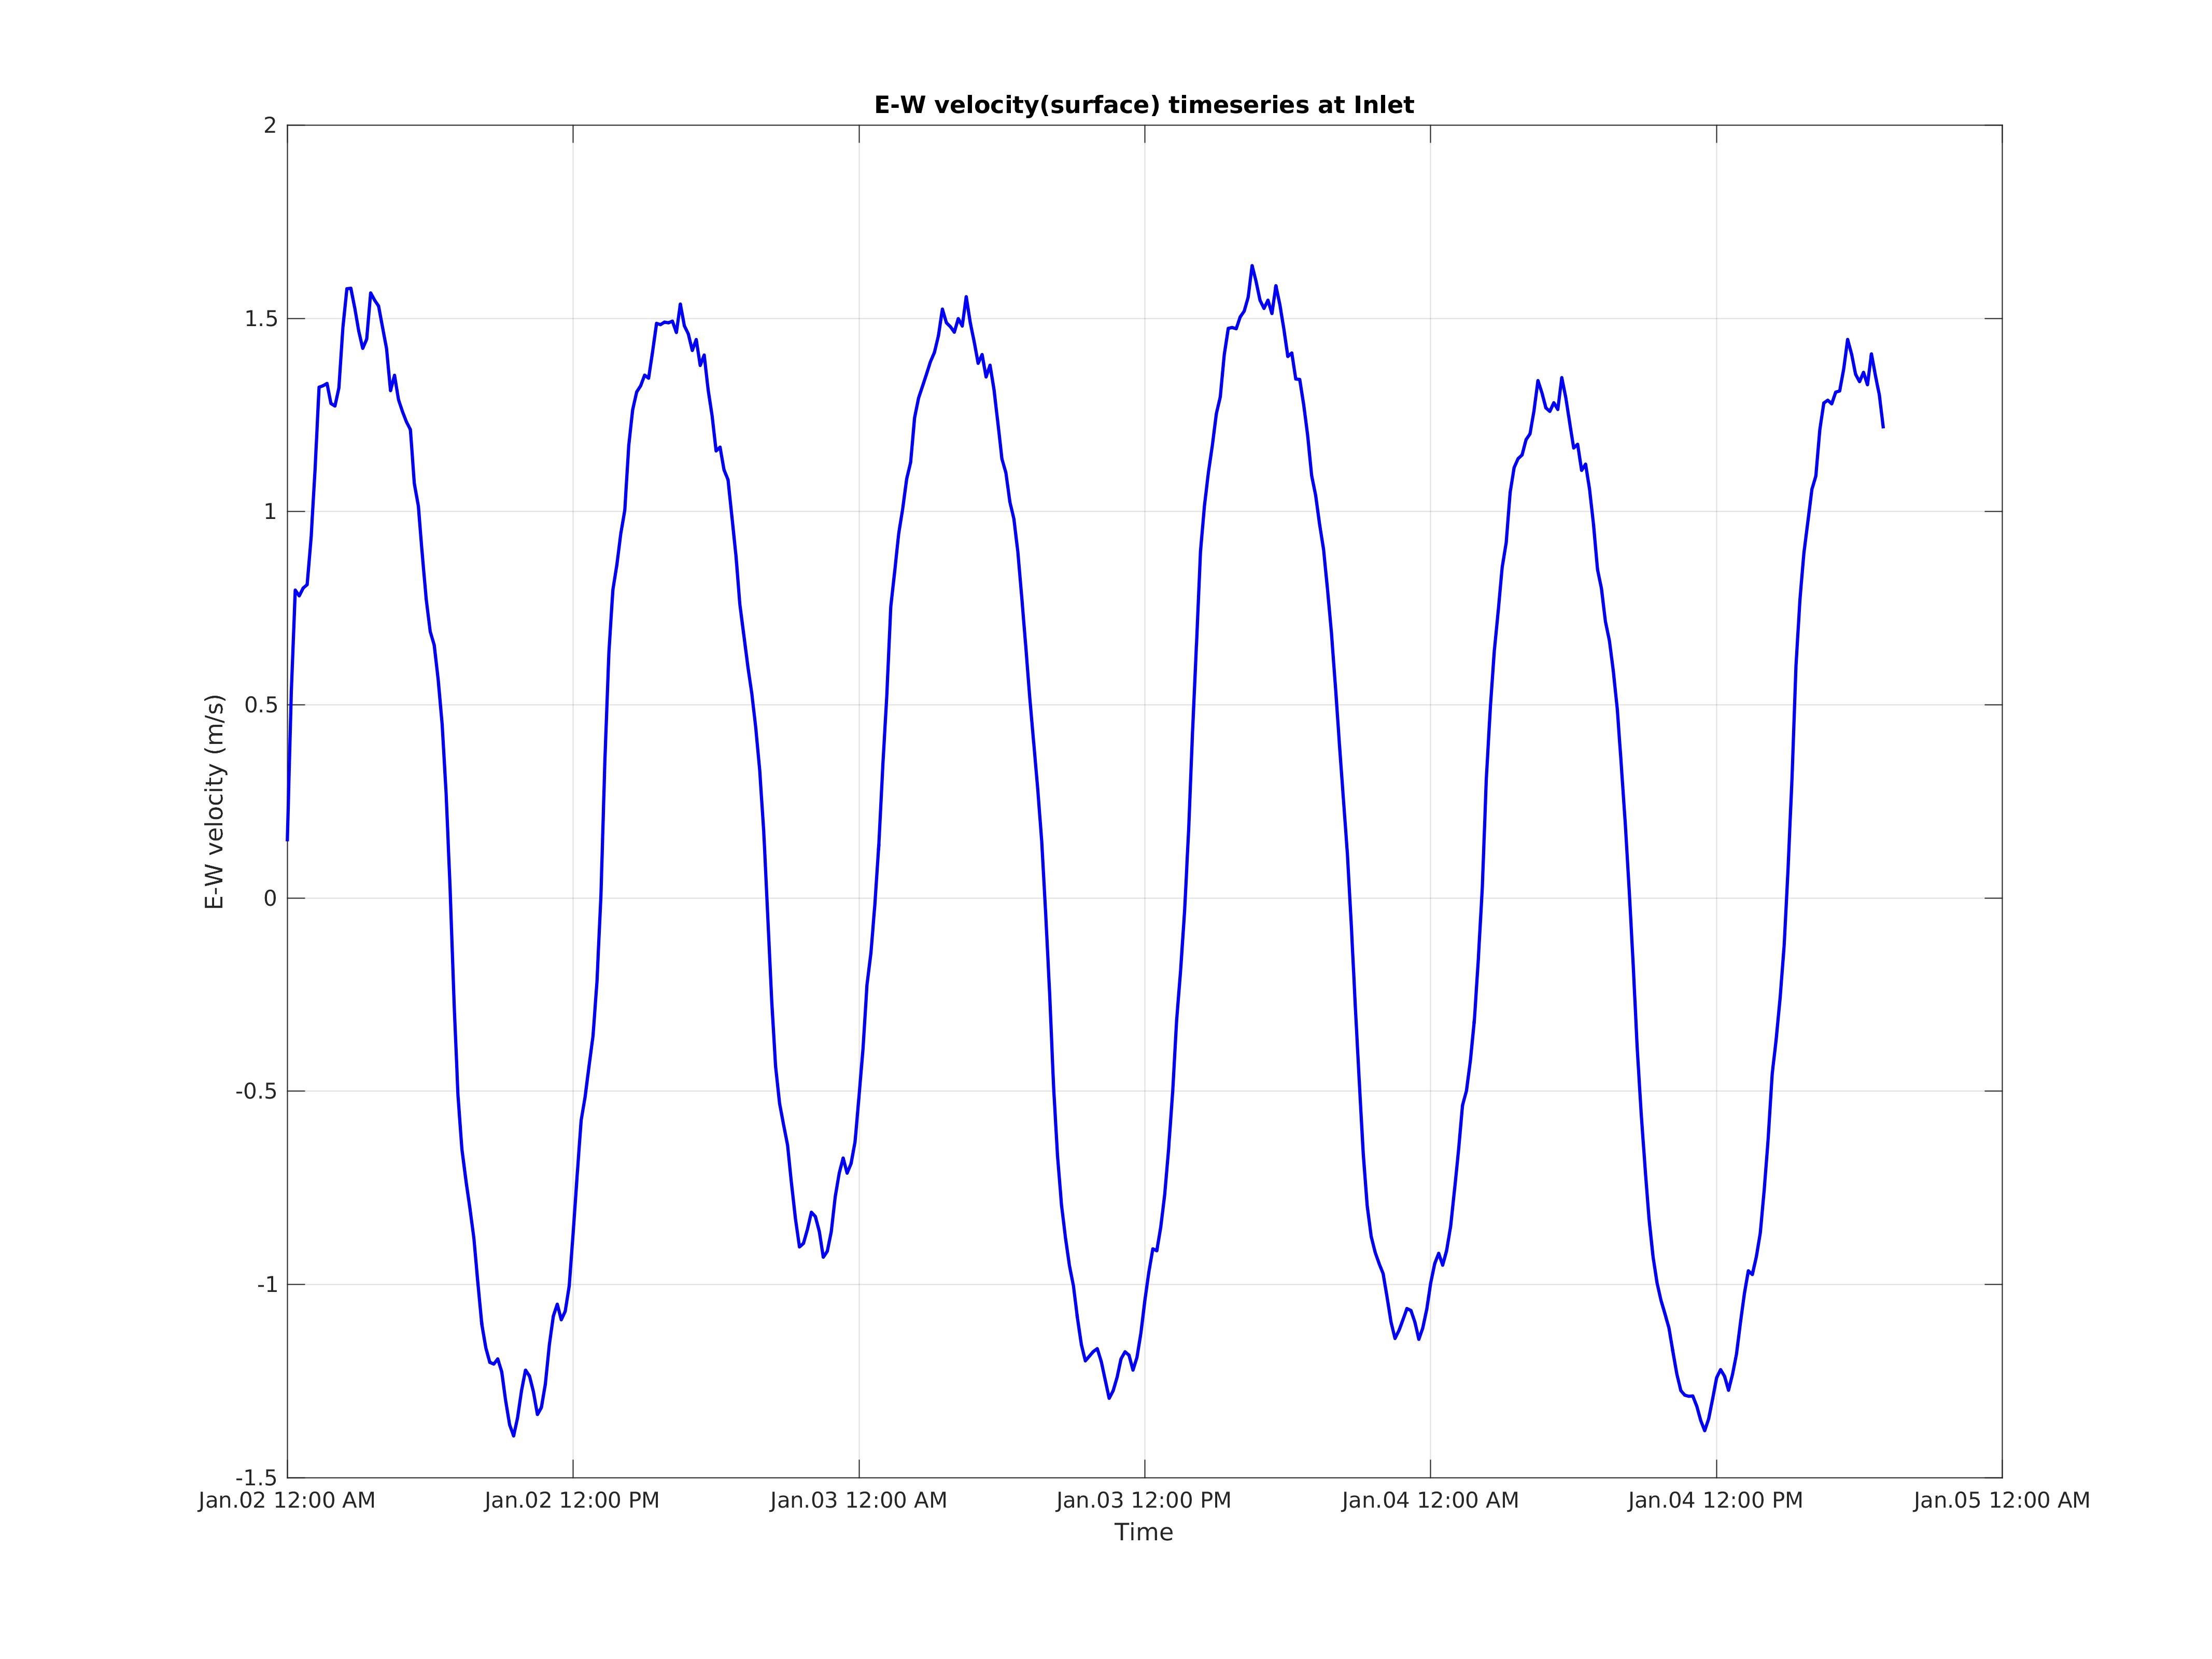 E-W velocity(surface) timeseries at Inlet
2
1.5
1
0.5
0
-0.5
-1
-1.5
E-W velocity (m/s)
Jan.02 12:00 AM
Jan.02 12:00 PM
Jan.03 12:00 AM
Jan.03 12:00 PM
Jan.04 12:00 AM
Jan.04 12:00 PM
Jan.05 12:00 AM
Time